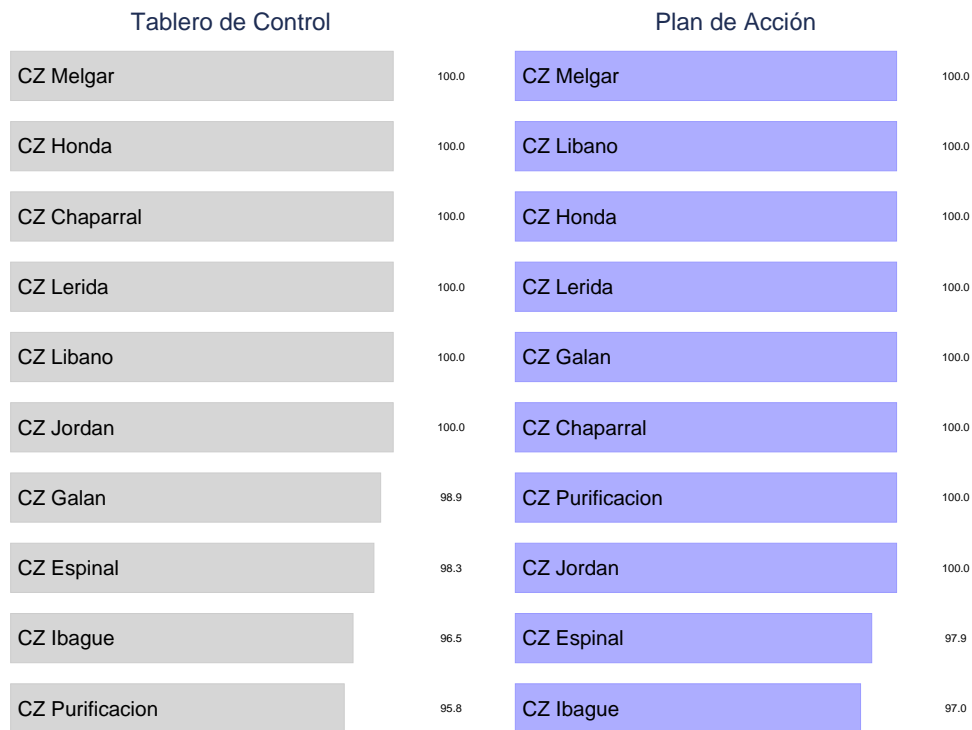 Tablero de Control
CZ Melgar 100.0
CZ Honda 100.0
CZ Chaparral 100.0
CZ Lerida 100.0
CZ Libano 100.0
CZ Jordan 100.0
CZ Galan 98.9
CZ Espinal 98.3
CZ Ibague 96.5
CZ Purificacion 95.8
Plan de Acción
CZ Melgar 100.0
CZ Libano 100.0
CZ Honda 100.0
CZ Lerida 100.0
CZ Galan 100.0
CZ Chaparral 100.0
CZ Purificacion 100.0
CZ Jordan 100.0
CZ Espinal 97.9
CZ Ibague 97.0